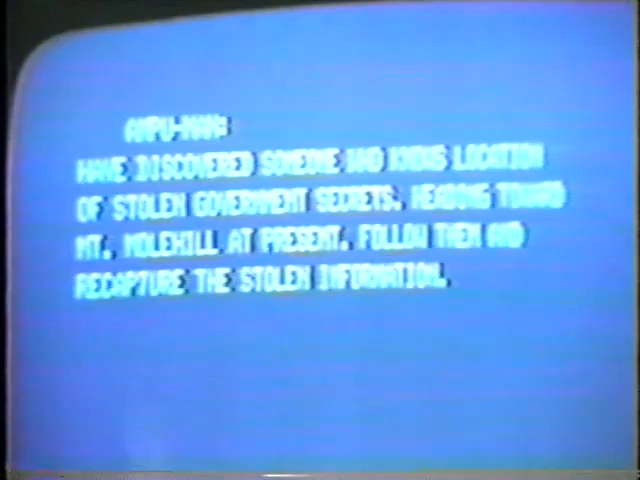 AMPU-MAN:
HAVE DISCOVERED SOMEONE WHO KNOWS LOCATION
OF STOLEN GOVERNMENT SECRETS. HEADING TOWARD
MT. MOLEHILL AT PRESENT. FOLLOW THEM AND
RECAPTURE THE STOLEN INFORMATION.